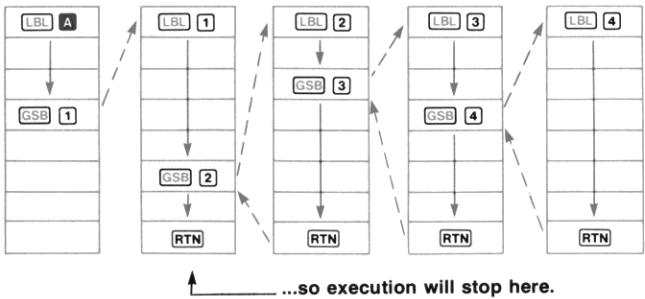 LBL A LBL 1 LBL 2 LBL 3 LBL 4
GSB 3
GSB 1 GSB 4
GSB 2
RTN RTN RTN RTN
...so execution will stop here.